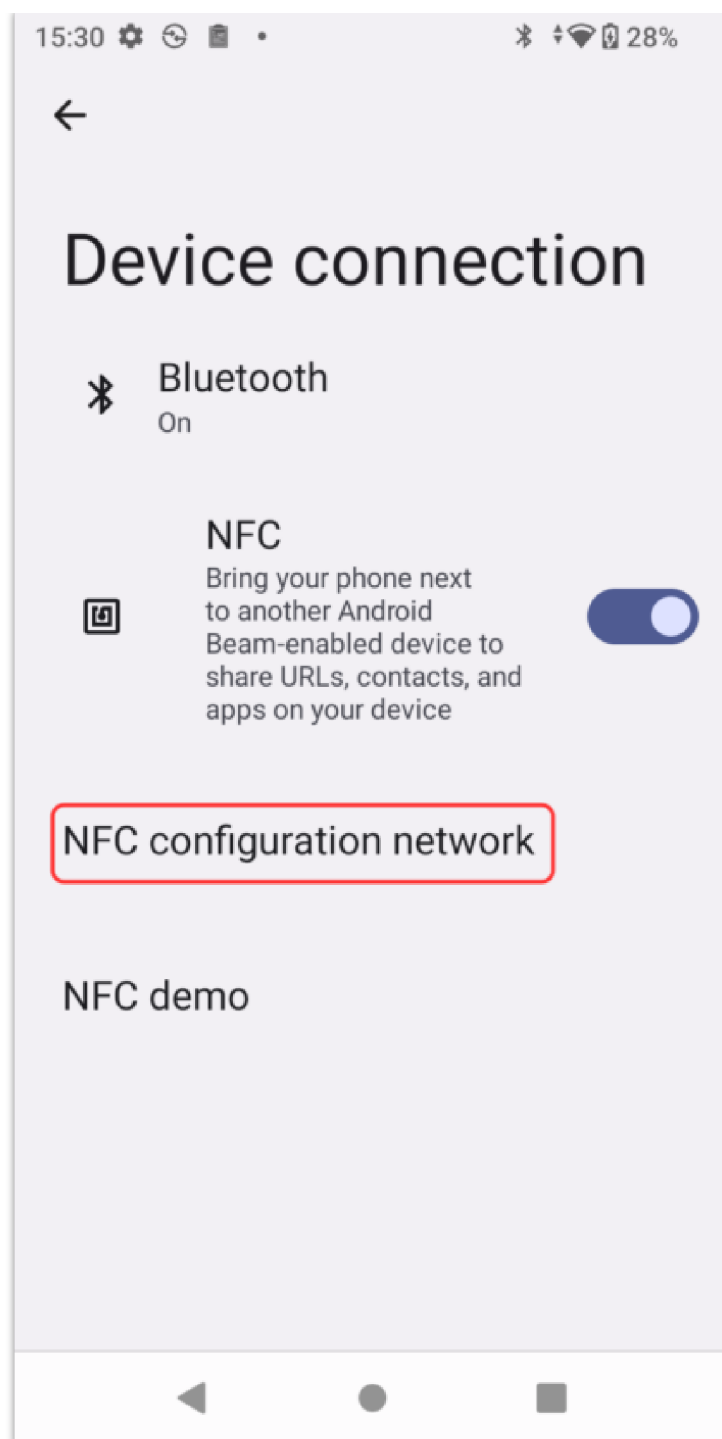 15:30 28%
Device connection
Bluetooth
On
NFC
Bring your phone next
to another Android
Beam-enabled device to
share URLs, contacts, and
apps on your device
NFC configuration network
NFC demo